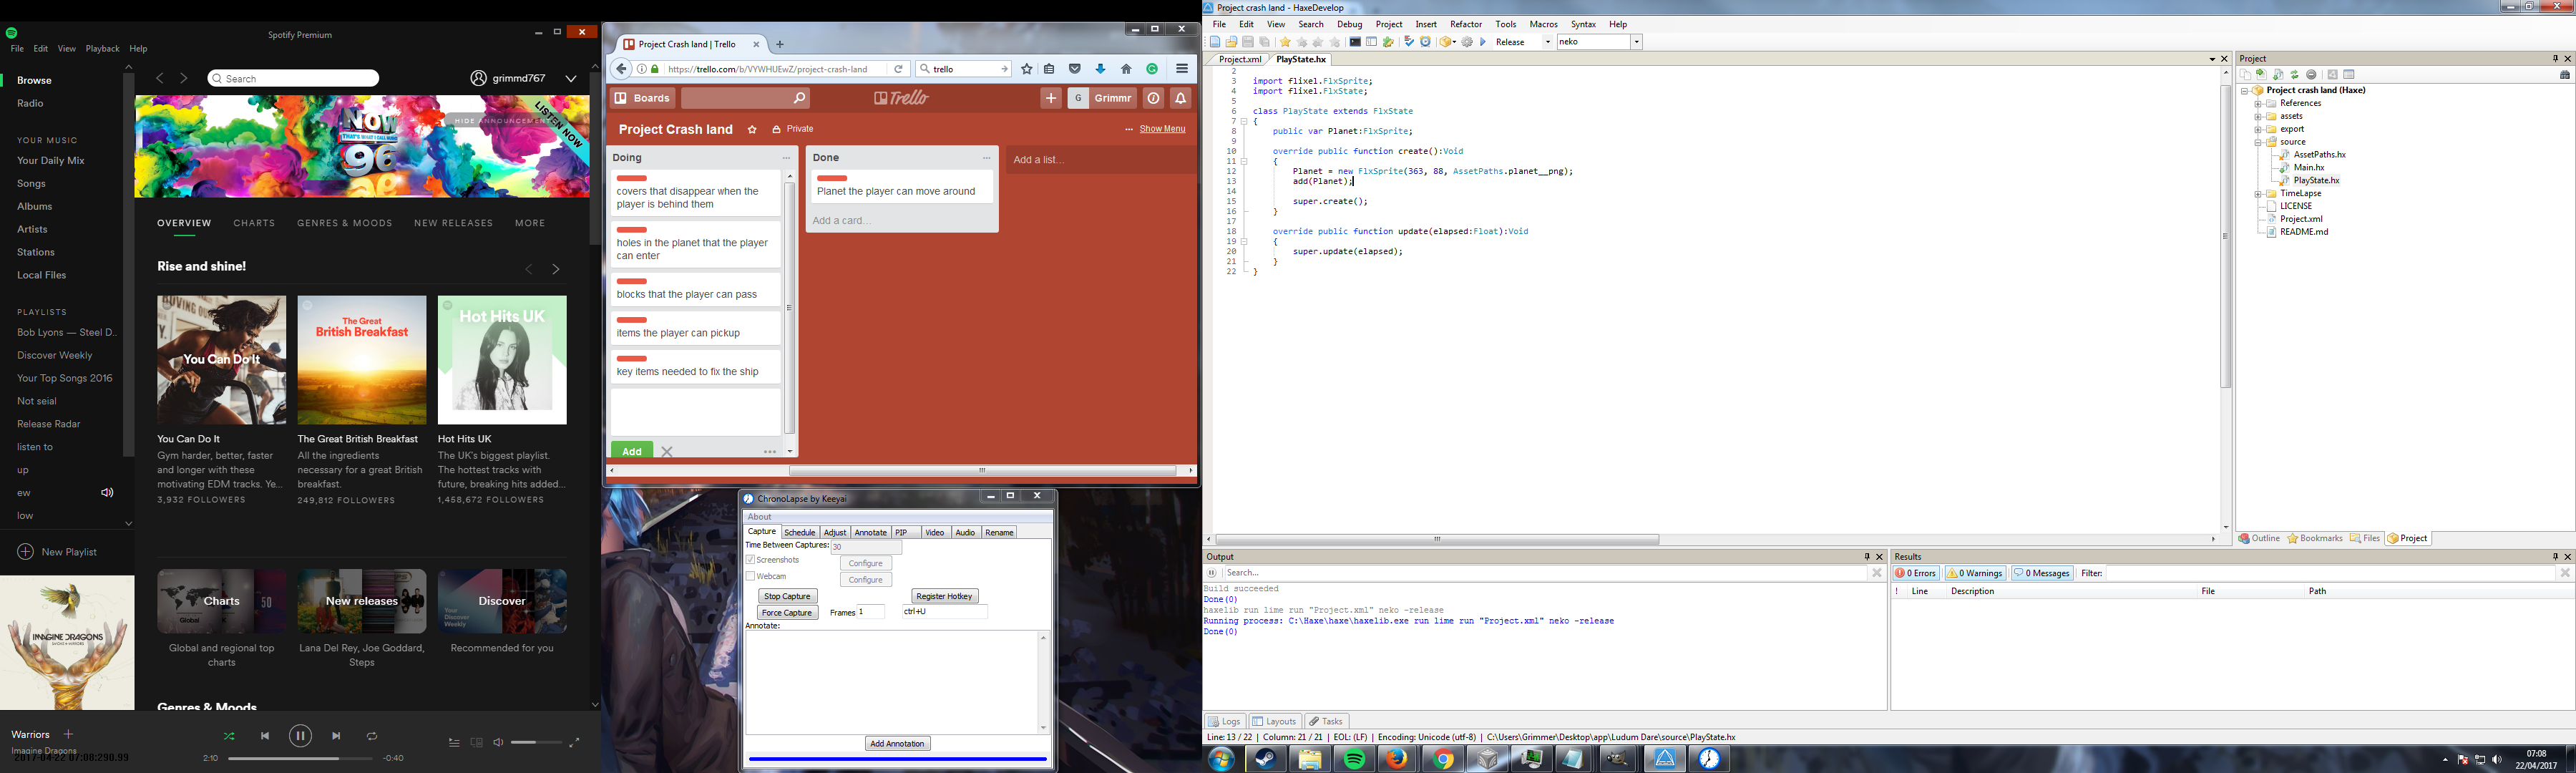 Spotify Premium
File Edit View Playback Help
Browse
Radio
YOUR MUSIC
Your Daily Mix
Songs
Albums
Artists
Stations
Local Files
PLAYLISTS
Bob Lyons — Steel D..
Discover Weekly
Your Top Songs 2016
Not seial
Release Radar
listen to
up
ew
low
New Playlist
IMAGINE DRAGONS
Warriors
Imagine Dragons
2017-04-22 07:08:290.99
Search
grimmd767
HIDE ANNOUNCEMENTS
LISTEN NOW
NOW
THAT'S WHAT I CALL MUSIC
96
OVERVIEW CHARTS GENRES & MOODS NEW RELEASES MORE
Rise and shine!
You Can Do It
The Great
British Breakfast
Hot Hits UK
You Can Do It
Gym harder, better, faster
and longer with these
motivating EDM tracks. Ye...
3,932 FOLLOWERS
The Great British Breakfast
All the ingredients
necessary for a great British
breakfast.
249,812 FOLLOWERS
Hot Hits UK
The UK's biggest playlist.
The hottest tracks with
future, breaking hits added...
1,458,672 FOLLOWERS
Charts
New releases
Discover
Global and regional top
charts
Lana Del Rey, Joe Goddard,
Steps
Recommended for you
Genres & Moods
2:10
-0:40
Project Crash land | Trello
https://trello.com/b/VYWHUEwZ/project-crash-land
trello
Boards
Trello
G Grimmr
Project Crash land
Private
Show Menu
Doing
covers that disappear when the
player is behind them
holes in the planet that the player
can enter
blocks that the player can pass
items the player can pickup
key items needed to fix the ship
Add
Done
Planet the player can move around
Add a card...
Add a list...
ChronoLapse by Keeyai
About
Capture Schedule Adjust Annotate PIP Video Audio Rename
Time Between Captures: 30
Screenshots Configure
Webcam Configure
Stop Capture Register Hotkey
Force Capture Frames 1 ctrl+U
Annotate:
Add Annotation
Project crash land - HaxeDevelop
File Edit View Search Debug Project Insert Refactor Tools Macros Syntax Help
Release neko
Project.xml PlayState.hx
2
3 import flixel.FlxSprite;
4 import flixel.FlxState;
5
6 class PlayState extends FlxState
7 {
8 public var Planet:FlxSprite;
9
10 override public function create():Void
11 {
12 Planet = new FlxSprite(363, 88, AssetPaths.planet__png);
13 add(Planet);
14
15 super.create();
16 }
17
18 override public function update(elapsed:Float):Void
19 {
20 super.update(elapsed);
21 }
22 }
Project
Project crash land (Haxe)
References
assets
export
source
AssetPaths.hx
Main.hx
PlayState.hx
TimeLapse
LICENSE
Project.xml
README.md
Outline Bookmarks Files Project
Output
Search...
Build succeeded
Done(0)
haxelib run lime run "Project.xml" neko -release
Running process: C:\Haxe\haxe\haxelib.exe run lime run "Project.xml" neko -release
Done(0)
Results
0 Errors 0 Warnings 0 Messages Filter:
! Line Description File Path
Logs Layouts Tasks
Line: 13 / 22 | Column: 21 / 21 | EOL: (LF) | Encoding: Unicode (utf-8) | C:\Users\Grimmer\Desktop\app\Ludum Dare\source\PlayState.hx
07:08
22/04/2017